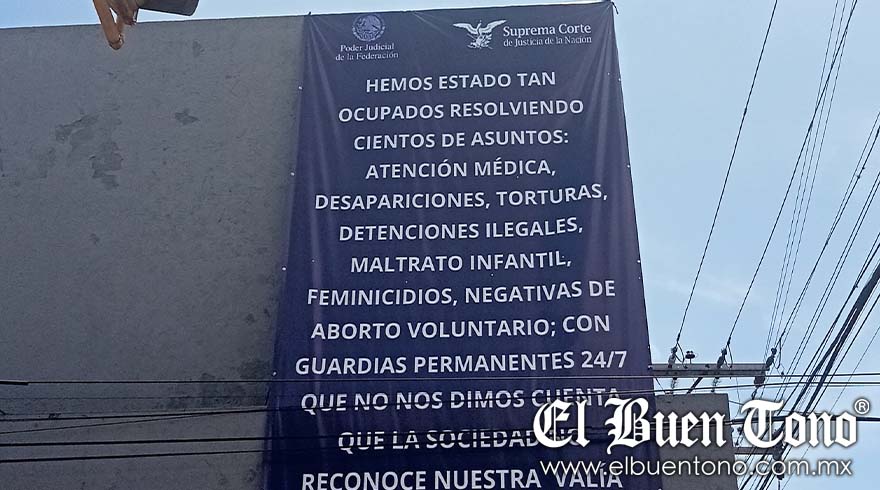 Poder Judicial
de la Federación
Suprema Corte
de Justicia de la Nación
HEMOS ESTADO TAN
OCUPADOS RESOLVIENDO
CIENTOS DE ASUNTOS:
ATENCIÓN MÉDICA,
DESAPARICIONES, TORTURAS,
DETENCIONES ILEGALES,
MALTRATO INFANTIL,
FEMINICIDIOS, NEGATIVAS DE
ABORTO VOLUNTARIO; CON
GUARDIAS PERMANENTES 24/7
QUE NO NOS DIMOS CUENTA
QUE LA SOCIEDAD
RECONOCE NUESTRA VALÍA
El Buen Tono®
www.elbuentono.com.mx